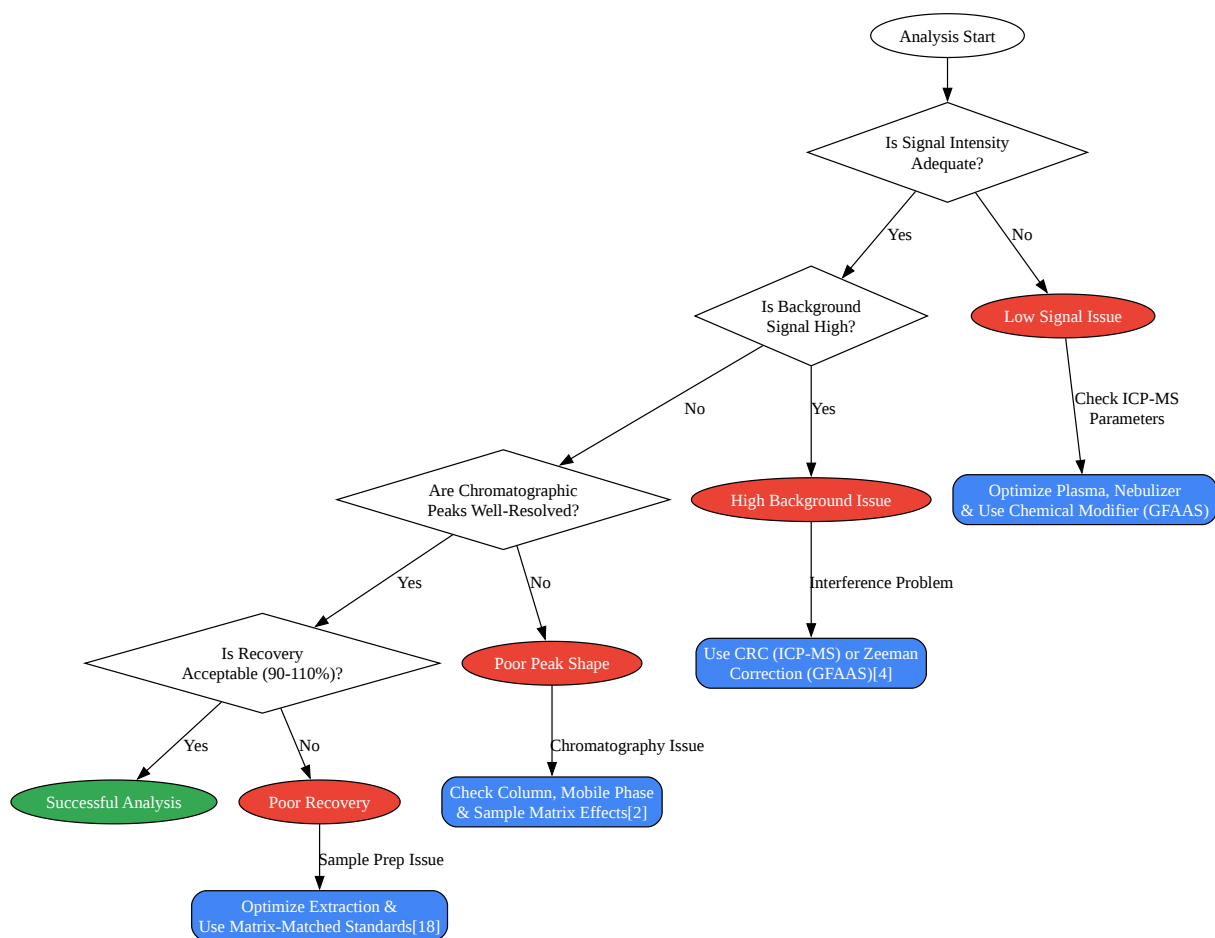 Analysis Start
Is Signal Intensity
Adequate?
Yes
No
Is Background
Signal High?
Low Signal Issue
No
Yes
Check ICP-MS
Parameters
Are Chromatographic
Peaks Well-Resolved?
High Background Issue
Optimize Plasma, Nebulizer
& Use Chemical Modifier (GFAAS)
Yes
No
Interference Problem
Is Recovery
Acceptable (90-110%)?
Poor Peak Shape
Use CRC (ICP-MS) or Zeeman
Correction (GFAAS)[4]
Yes
No
Chromatography Issue
Successful Analysis
Poor Recovery
Check Column, Mobile Phase
& Sample Matrix Effects[2]
Sample Prep Issue
Optimize Extraction &
Use Matrix-Matched Standards[18]